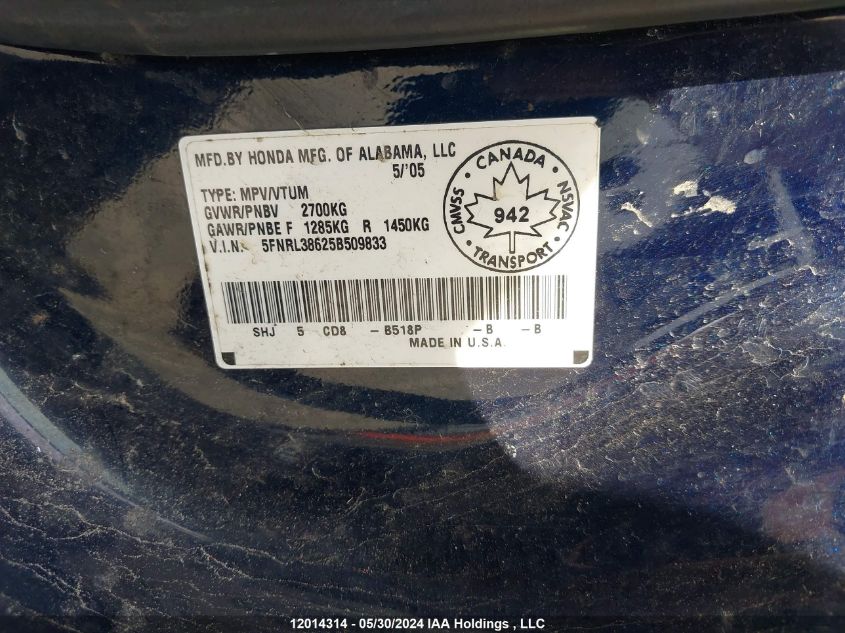 MFD.BY HONDA MFG. OF ALABAMA, LLC
5/'05
TYPE: MPV/VTUM
GVWR/PNBV 2700KG
GAWR/PNBE F 1285KG R 1450KG
V.I.N: 5FNRL38625B509833
CANADA
CMVSS
NSVAC
942
TRANSPORT
SHJ 5 CD8 -B518P -B -B
MADE IN U.S.A.
12014314 - 05/30/2024 IAA Holdings , LLC